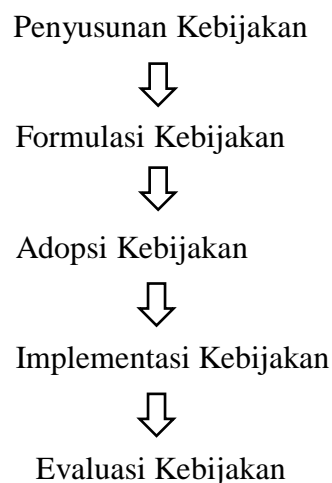 Penyusunan Kebijakan
Formulasi Kebijakan
Adopsi Kebijakan
Implementasi Kebijakan
Evaluasi Kebijakan